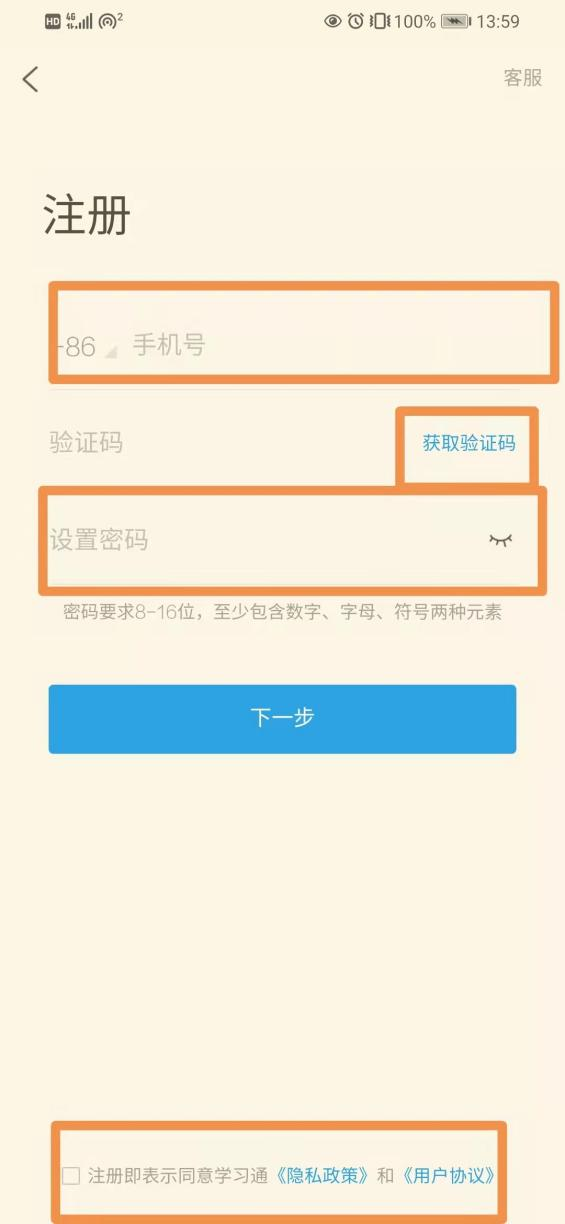 HD 4G 2 100% 13:59
客服
注册
+86 手机号
验证码 获取验证码
设置密码
密码要求8-16位，至少包含数字、字母、符号两种元素
下一步
注册即表示同意学习通《隐私政策》和《用户协议》